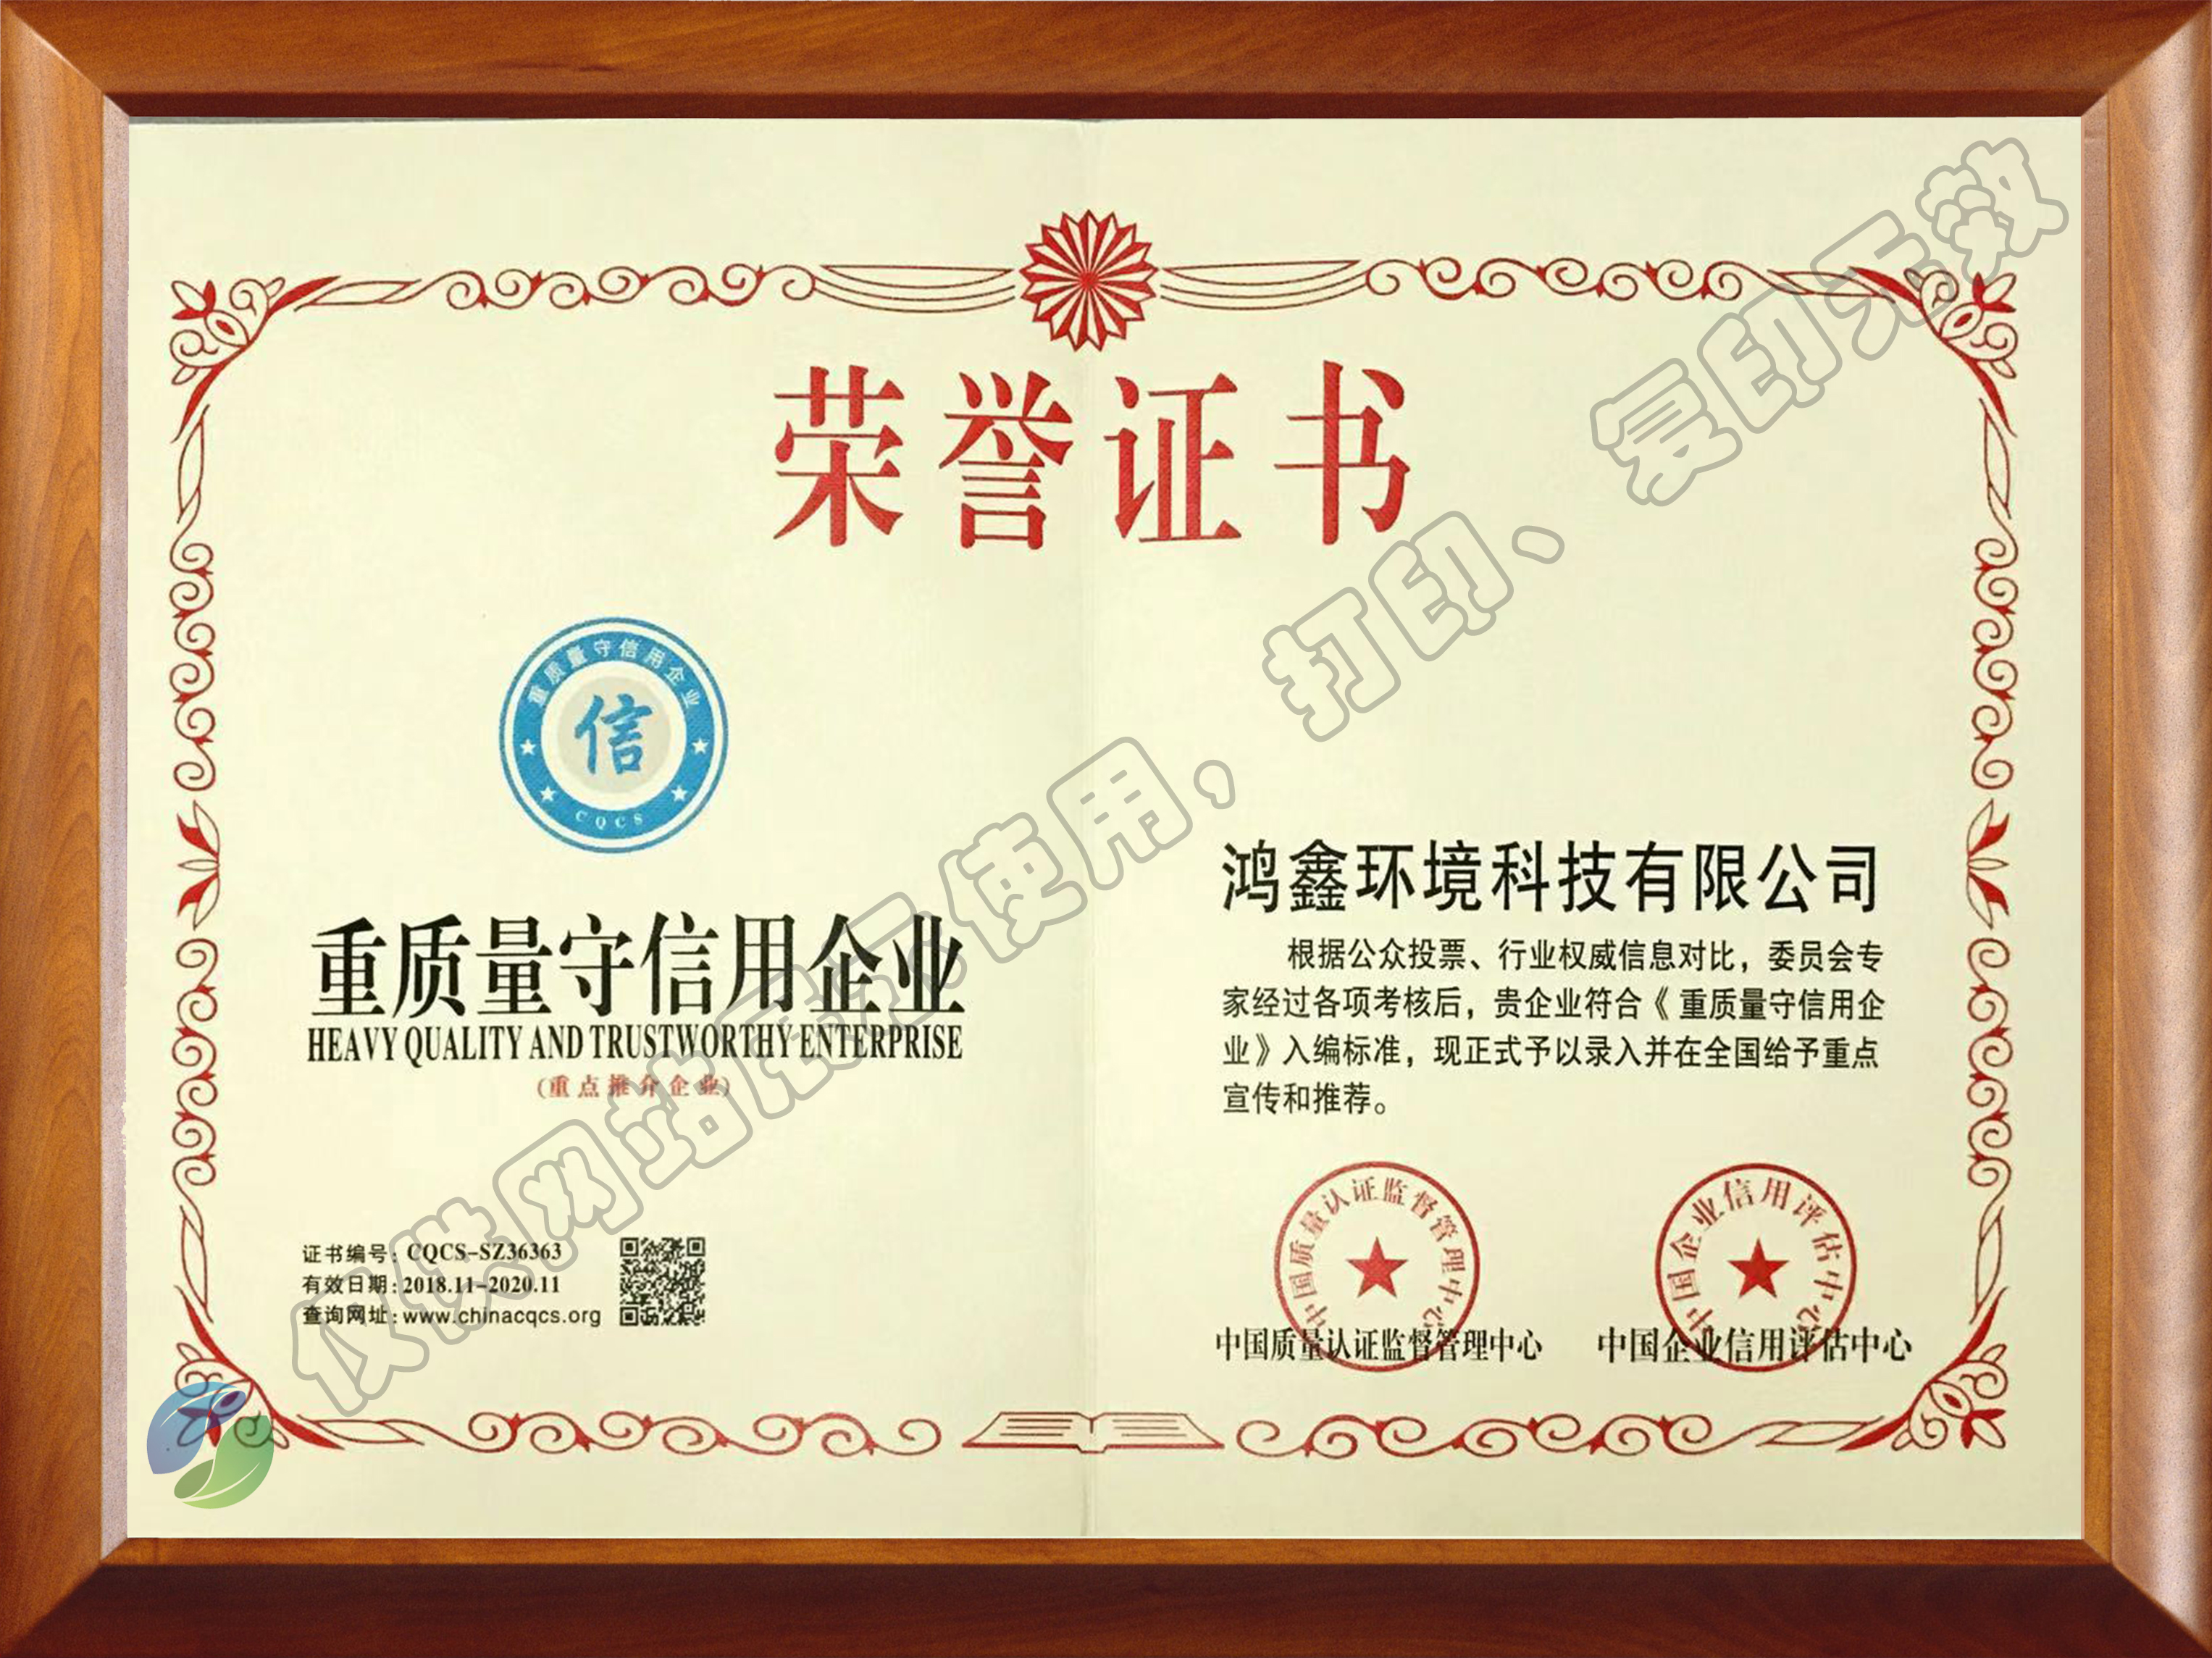 荣誉证书
重质量守信用企业
信
CQCS
重质量守信用企业
HEAVY QUALITY AND TRUSTWORTHY ENTERPRISE
(重点推介企业)
证书编号: CQCS-SZ36363
有效日期: 2018.11-2020.11
查询网址: www.chinacqcs.org
鸿鑫环境科技有限公司
根据公众投票、行业权威信息对比，委员会专
家经过各项考核后，贵企业符合《重质量守信用企
业》入编标准，现正式予以录入并在全国给予重点
宣传和推荐。
中国质量认证监督管理中心
中国企业信用评估中心
中国质量认证监督管理中心
中国企业信用评估中心
仅供网站展示使用，打印、复印无效